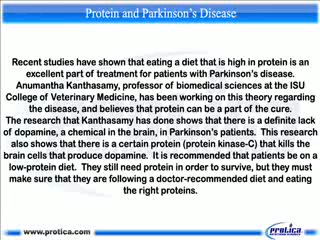 Protein and Parkinson's Disease
Recent studies have shown that eating a diet that is high in protein is an
excellent part of treatment for patients with Parkinson's disease.
Anumantha Kanthasamy, professor of biomedical sciences at the ISU
College of Veterinary Medicine, has been working on this theory regarding
the disease, and believes that protein can be a part of the cure.
The research that Kanthasamy has done shows that there is a definite lack
of dopamine, a chemical in the brain, in Parkinson's patients. This research
also shows that there is a certain protein (protein kinase-C) that kills the
brain cells that produce dopamine. It is recommended that patients be on a
low-protein diet. They still need protein in order to survive, but they must
make sure that they are following a doctor-recommended diet and eating
the right proteins.
www.protica.com
protica